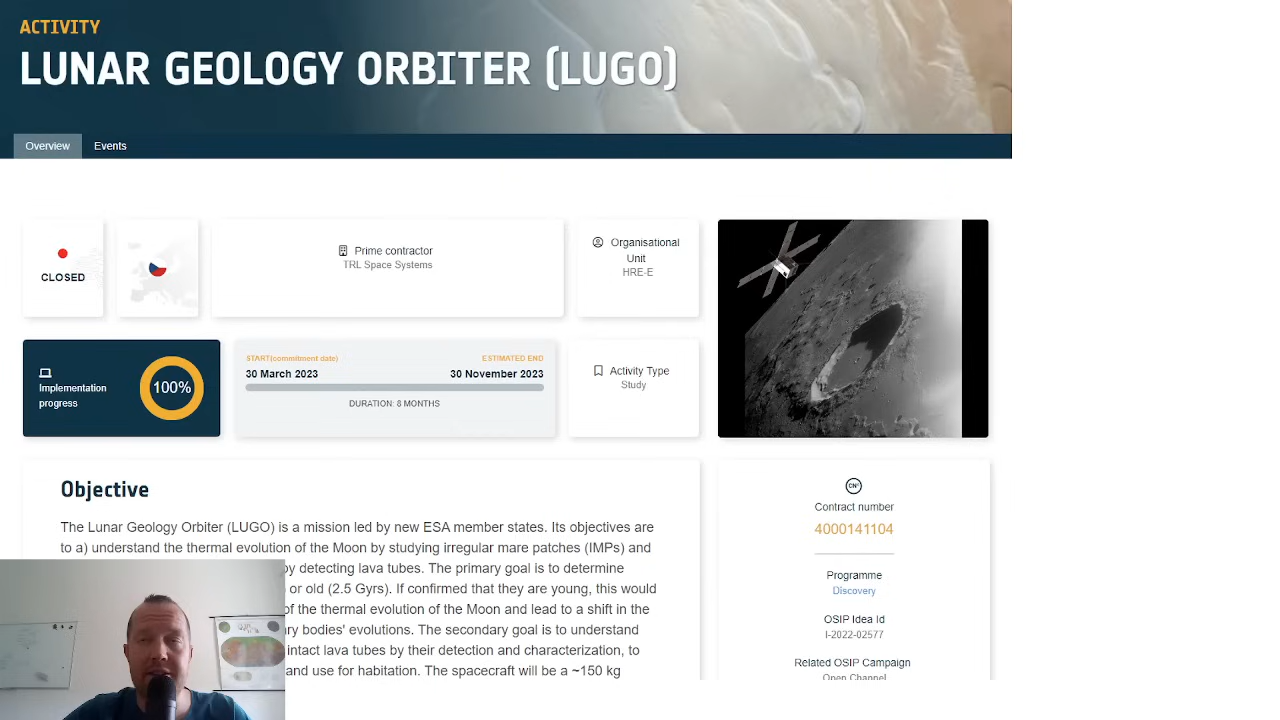 ACTIVITY
LUNAR GEOLOGY ORBITER (LUGO)
Overview
Events
CLOSED
Prime contractor
TRL Space Systems
Organisational
Unit
HRE-E
Implementation
progress
100%
START(commitment date)
ESTIMATED END
30 March 2023
30 November 2023
DURATION: 8 MONTHS
Activity Type
Study
Objective
The Lunar Geology Orbiter (LUGO) is a mission led by new ESA member states. Its objectives are
to a) understand the thermal evolution of the Moon by studying irregular mare patches (IMPs) and
by detecting lava tubes. The primary goal is to determine
or old (2.5 Gyrs). If confirmed that they are young, this would
of the thermal evolution of the Moon and lead to a shift in the
ry bodies' evolutions. The secondary goal is to understand
intact lava tubes by their detection and characterization, to
and use for habitation. The spacecraft will be a ~150 kg
CN°
Contract number
4000141104
Programme
Discovery
OSIP Idea Id
I-2022-02577
Related OSIP Campaign
Open Channel